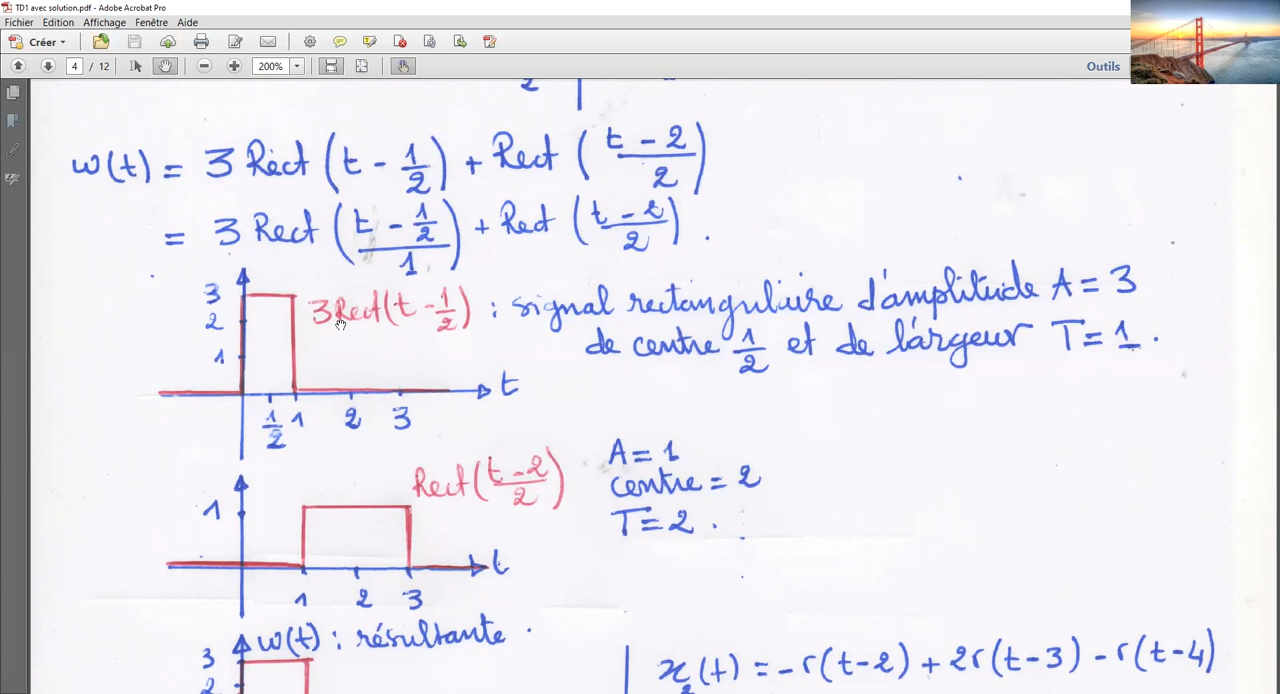 TD1 avec solution.pdf - Adobe Acrobat Pro
Fichier Edition Affichage Fenêtre Aide
Créer
4 / 12 200% Outils
2
w(t) = 3 Rect (t - 1/2) + Rect ((t - 2)/2)
= 3 Rect ((t - 1/2)/1) + Rect ((t - 2)/2) .
3
2
1
3Rect(t - 1/2) : signal rectangulaire d'amplitude A = 3
de centre 1/2 et de largeur T = 1 .
t
1/2 1 2 3
Rect((t - 2)/2)
A = 1
centre = 2
T = 2 .
1
t
1 2 3
w(t) : résultante .
3
2
x2(t) = -r(t-2) + 2r(t-3) - r(t-4)